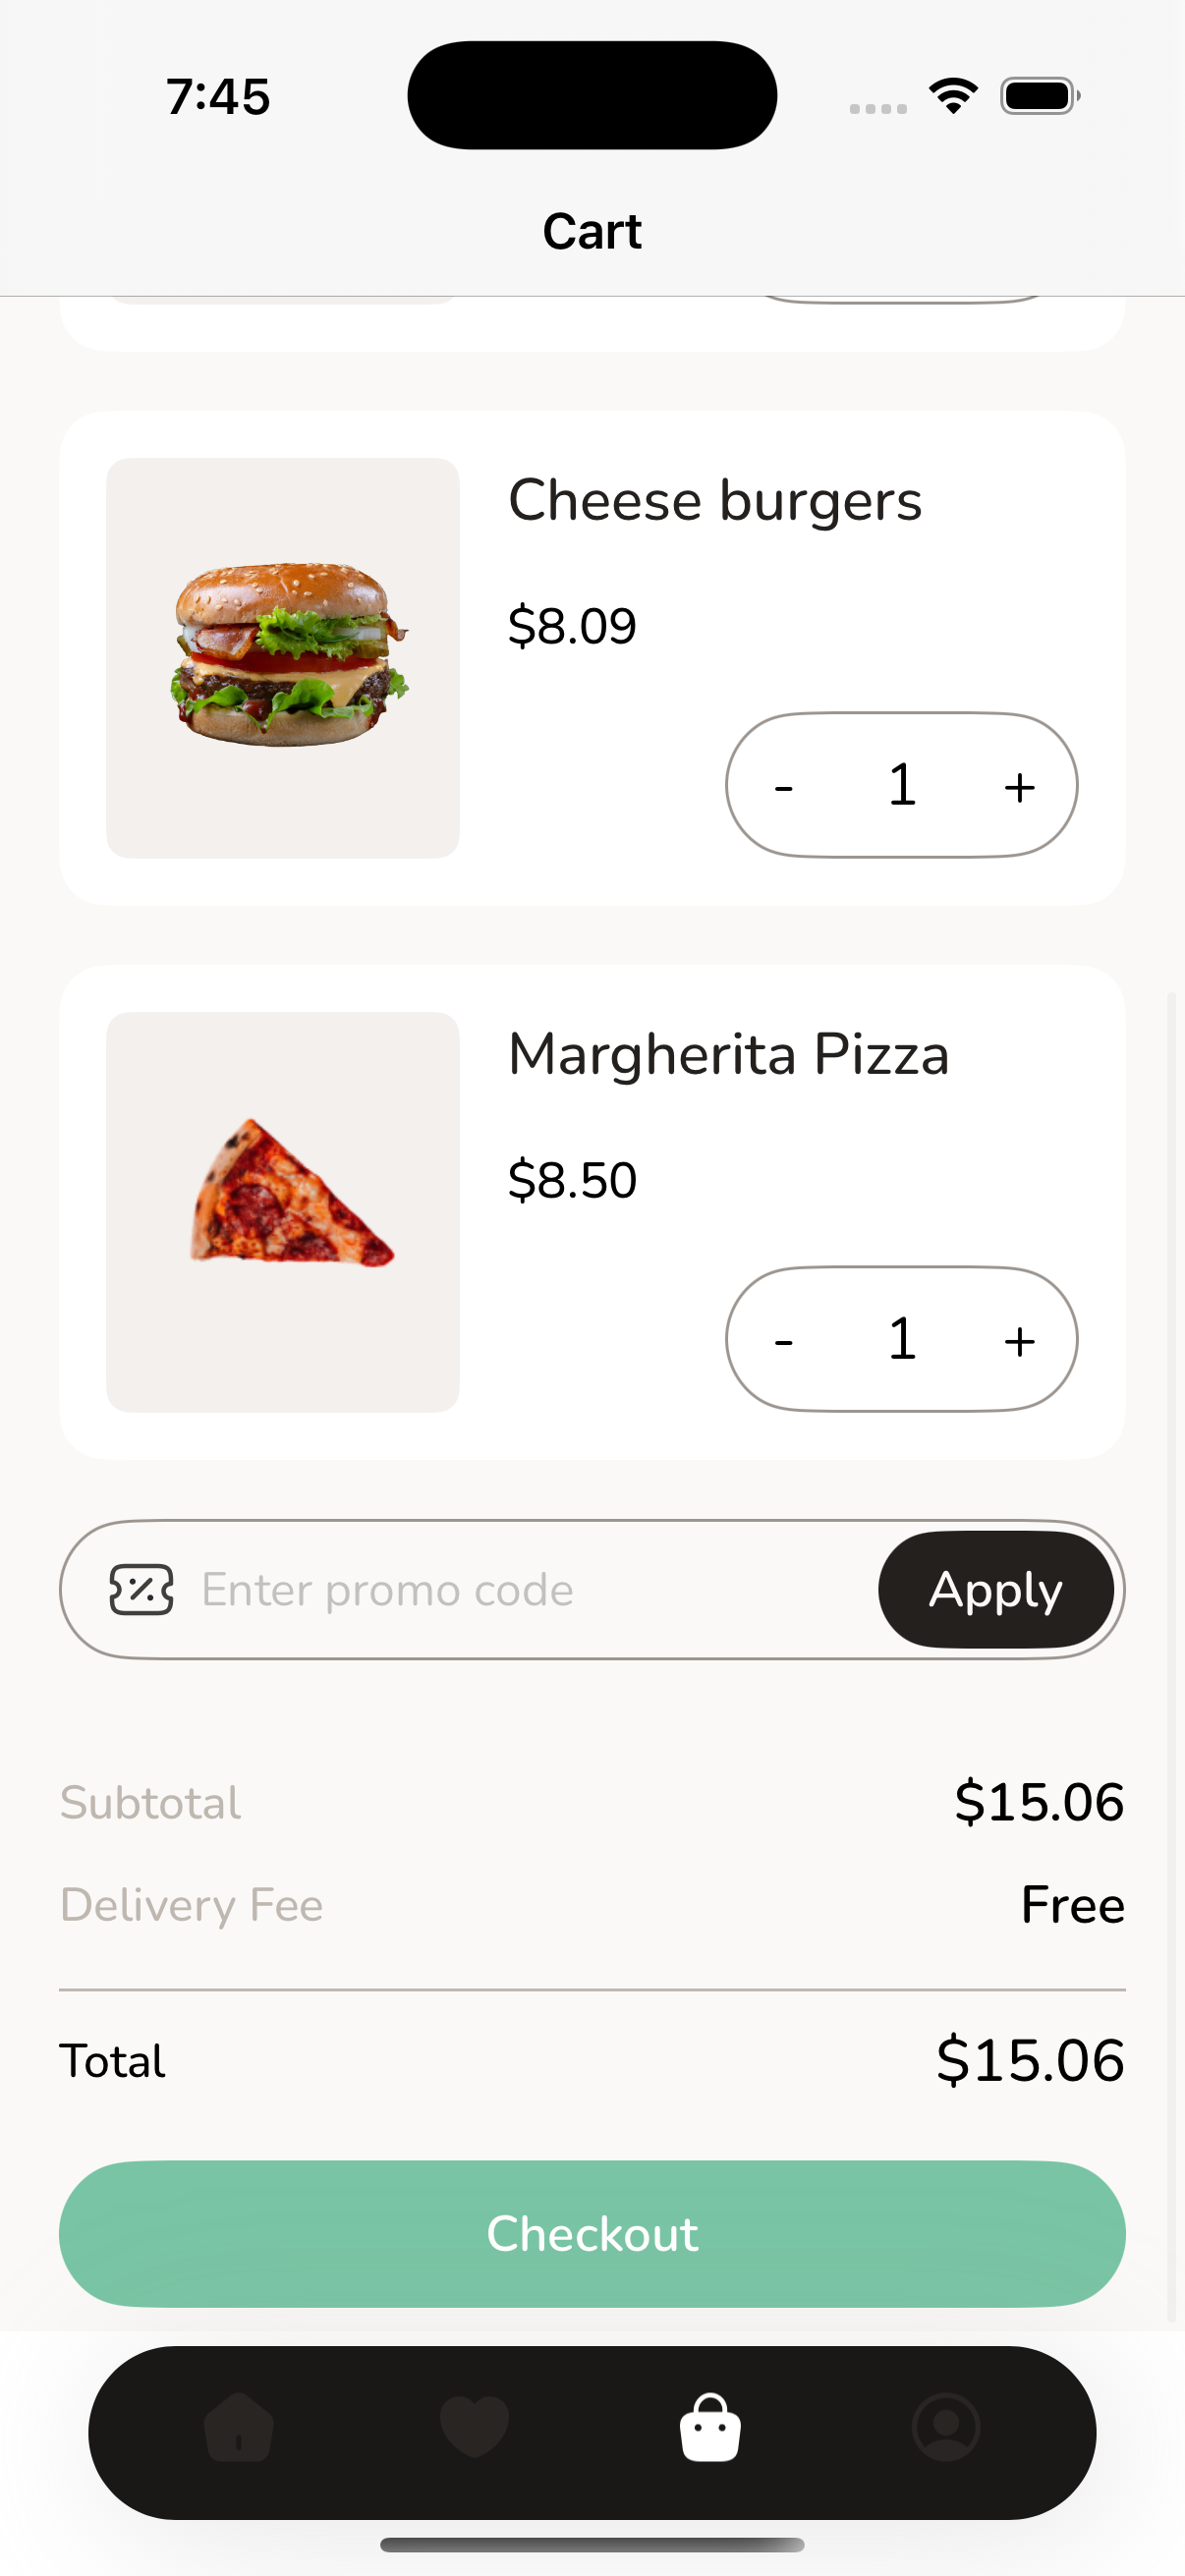 7:45
Cart
Cheese burgers
$8.09
- 1 +
Margherita Pizza
$8.50
- 1 +
Enter promo code Apply
Subtotal $15.06
Delivery Fee Free
Total $15.06
Checkout